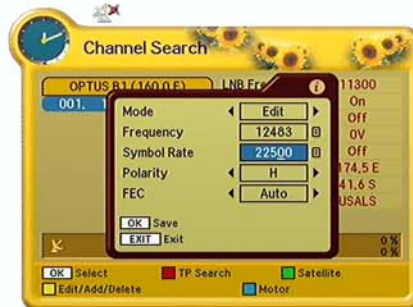 Channel Search
OPTUS B1 (160.0 E)
LNB Fre
11300
001. 1
On
Off
0V
Off
174.5 E
41.6 S
USALS
Mode Edit
Frequency 12483
Symbol Rate 22500
Polarity H
FEC Auto
OK Save
EXIT Exit
0 %
0 %
OK Select TP Search Satellite
Edit/Add/Delete Motor